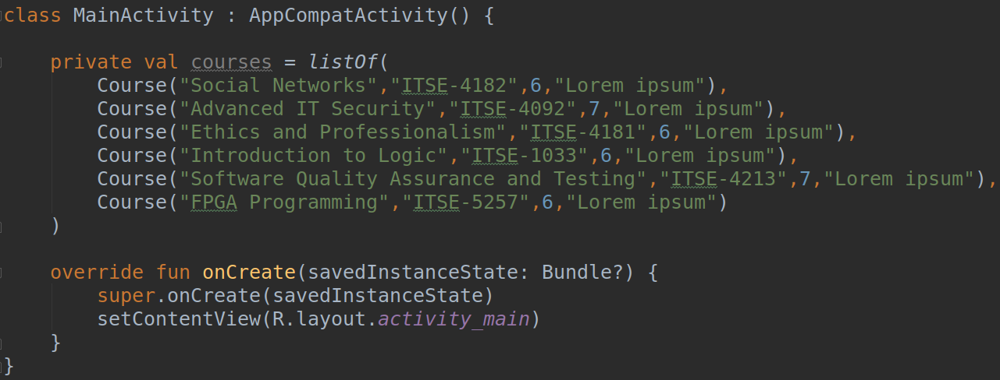 class MainActivity : AppCompatActivity() {
    private val courses = listOf(
        Course("Social Networks","ITSE-4182",6,"Lorem ipsum"),
        Course("Advanced IT Security","ITSE-4092",7,"Lorem ipsum"),
        Course("Ethics and Professionalism","ITSE-4181",6,"Lorem ipsum"),
        Course("Introduction to Logic","ITSE-1033",6,"Lorem ipsum"),
        Course("Software Quality Assurance and Testing","ITSE-4213",7,"Lorem ipsum"),
        Course("FPGA Programming","ITSE-5257",6,"Lorem ipsum")
    )
    override fun onCreate(savedInstanceState: Bundle?) {
        super.onCreate(savedInstanceState)
        setContentView(R.layout.activity_main)
    }
}